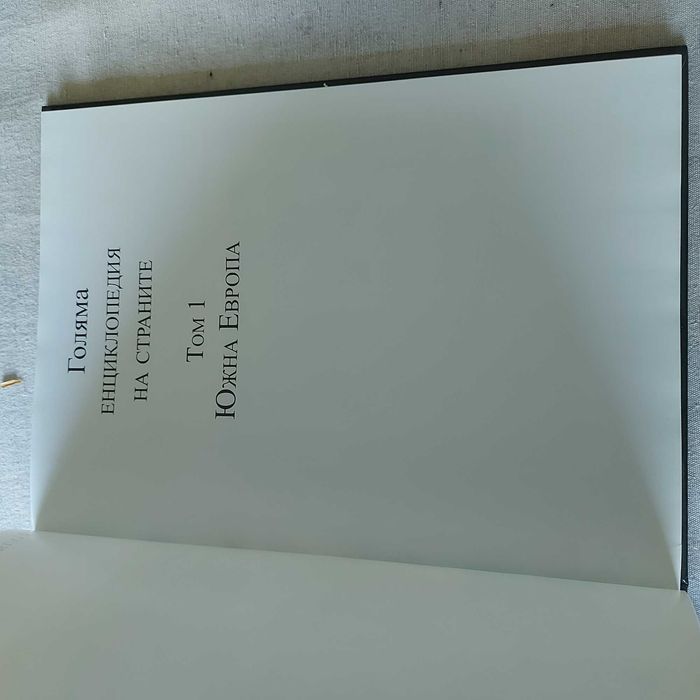 Голяма
енциклопедия
на страните
Том 1
Южна Европа